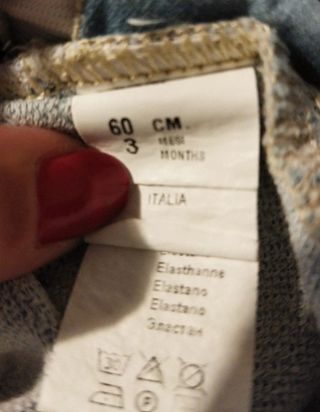 60 CM.
3 MESI
MONTHS
ITALIA
Elasthanne
Elastano
Elastano
Эластан